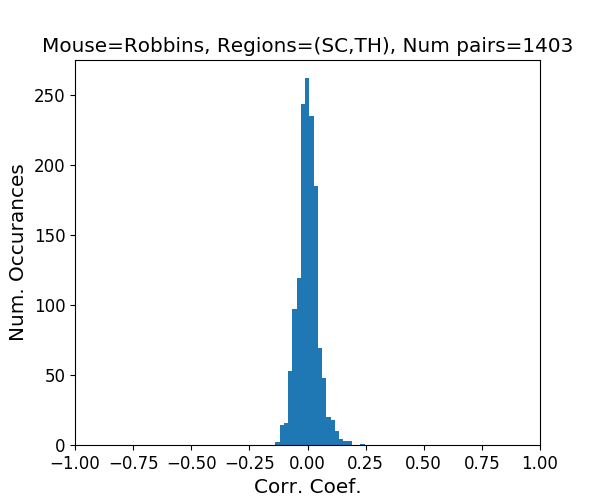 Mouse=Robbins, Regions=(SC,TH), Num pairs=1403
Num. Occurances
250
200
150
100
50
0
−1.00 −0.75 −0.50 −0.25 0.00 0.25 0.50 0.75 1.00
Corr. Coef.